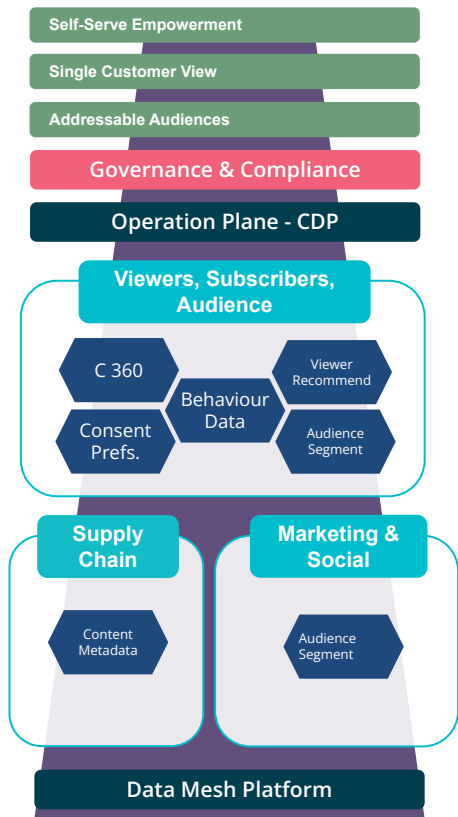 Self-Serve Empowerment
Single Customer View
Addressable Audiences
Governance & Compliance
Operation Plane - CDP
Viewers, Subscribers,
Audience
C 360
Viewer
Recommend
Behaviour
Data
Consent
Prefs.
Audience
Segment
Supply
Chain
Marketing &
Social
Content
Metadata
Audience
Segment
Data Mesh Platform